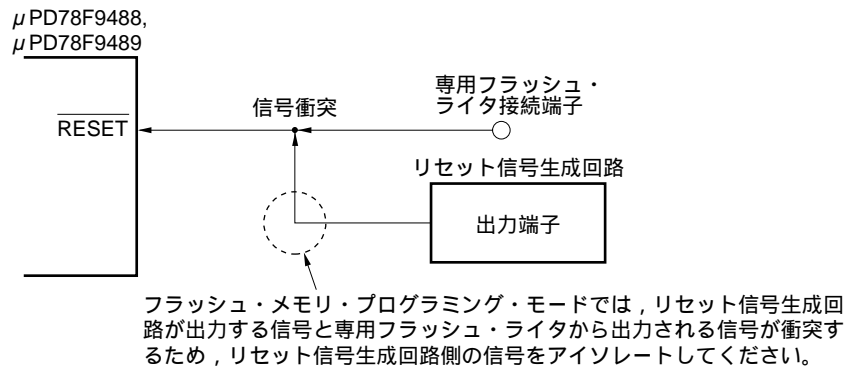 μPD78F9488,
μPD78F9489
専用フラッシュ・
ライタ接続端子
信号衝突
RESET
リセット信号生成回路
出力端子
フラッシュ・メモリ・プログラミング・モードでは，リセット信号生成回
路が出力する信号と専用フラッシュ・ライタから出力される信号が衝突す
るため，リセット信号生成回路側の信号をアイソレートしてください。